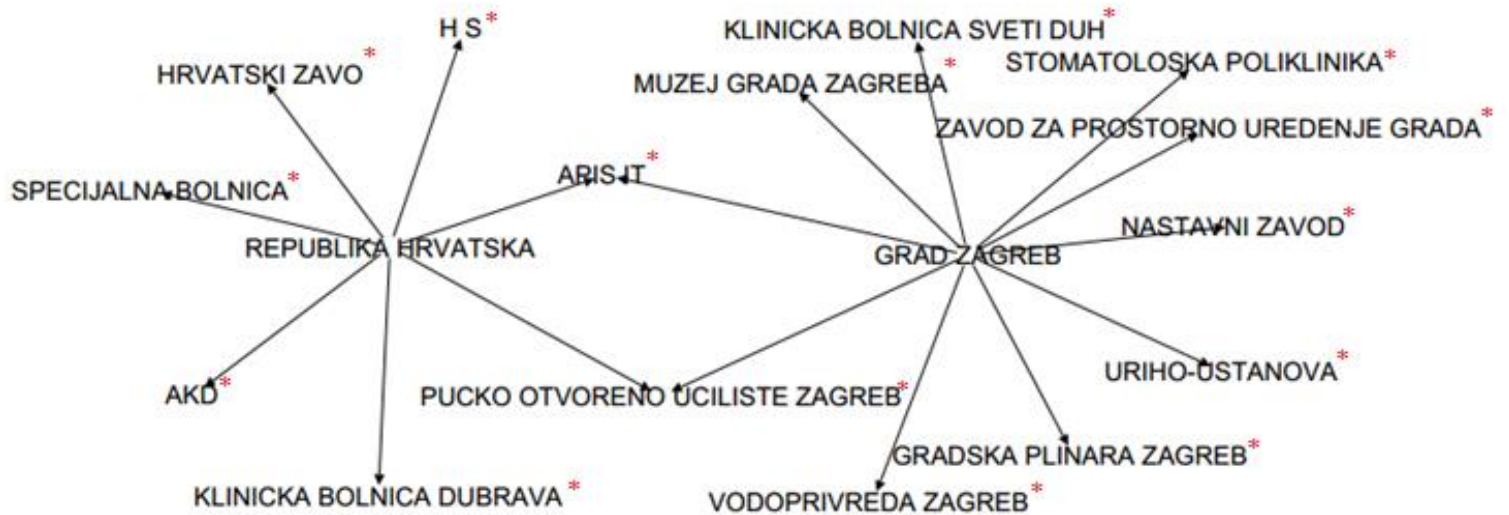 H S*
KLINICKA BOLNICA SVETI DUH*
HRVATSKI ZAVO*
STOMATOLOSKA POLIKLINIKA*
MUZEJ GRADA ZAGREBA*
ZAVOD ZA PROSTORNO UREDENJE GRADA*
ARIS IT*
SPECIJALNA BOLNICA*
NASTAVNI ZAVOD*
REPUBLIKA HRVATSKA
GRAD ZAGREB
URIHO-USTANOVA*
AKD*
PUCKO OTVORENO UCILISTE ZAGREB*
GRADSKA PLINARA ZAGREB*
KLINICKA BOLNICA DUBRAVA*
VODOPRIVREDA ZAGREB*